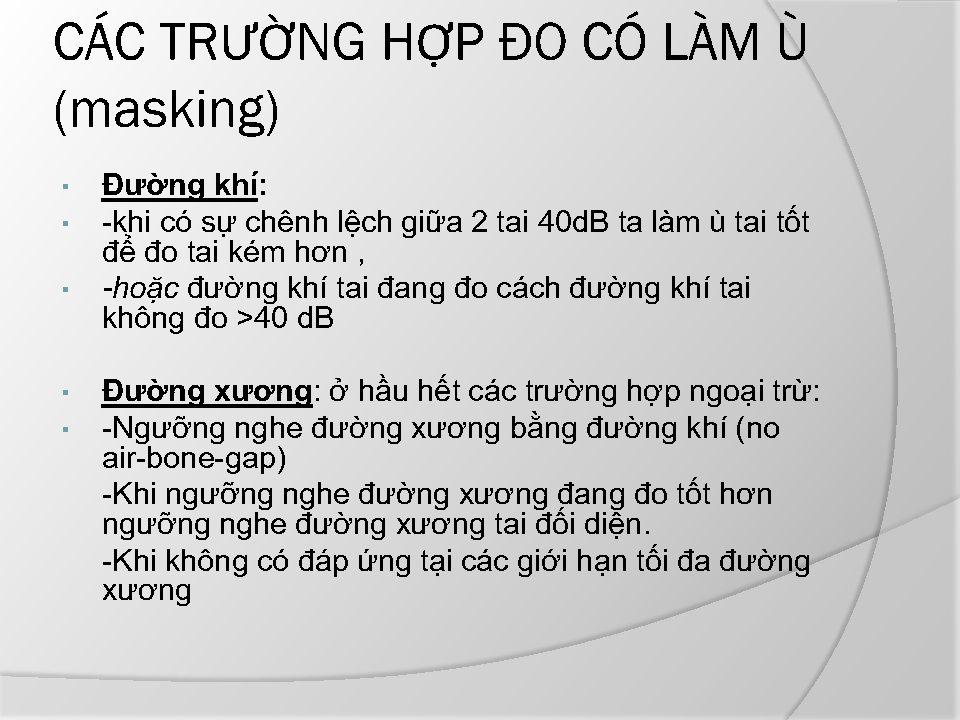 CÁC TRƯỜNG HỢP ĐO CÓ LÀM Ù
(masking)
▪ Đường khí:
▪ -khi có sự chênh lệch giữa 2 tai 40dB ta làm ù tai tốt
để đo tai kém hơn ,
▪ -hoặc đường khí tai đang đo cách đường khí tai
không đo >40 dB
▪ Đường xương: ở hầu hết các trường hợp ngoại trừ:
▪ -Ngưỡng nghe đường xương bằng đường khí (no
air-bone-gap)
-Khi ngưỡng nghe đường xương đang đo tốt hơn
ngưỡng nghe đường xương tai đối diện.
-Khi không có đáp ứng tại các giới hạn tối đa đường
xương